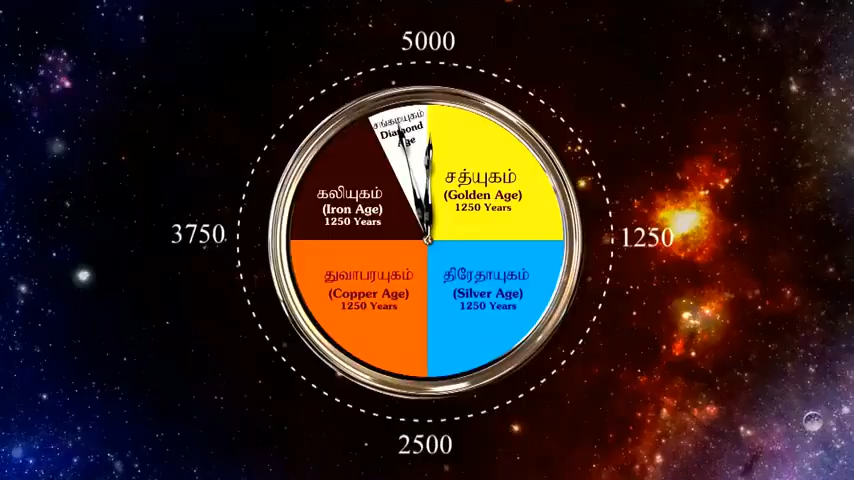 5000
சங்கமயுகம்
Diamond
Age
சத்யுகம்
(Golden Age)
1250 Years
கலியுகம்
(Iron Age)
1250 Years
3750
1250
துவாபரயுகம்
(Copper Age)
1250 Years
திரேதாயுகம்
(Silver Age)
1250 Years
2500